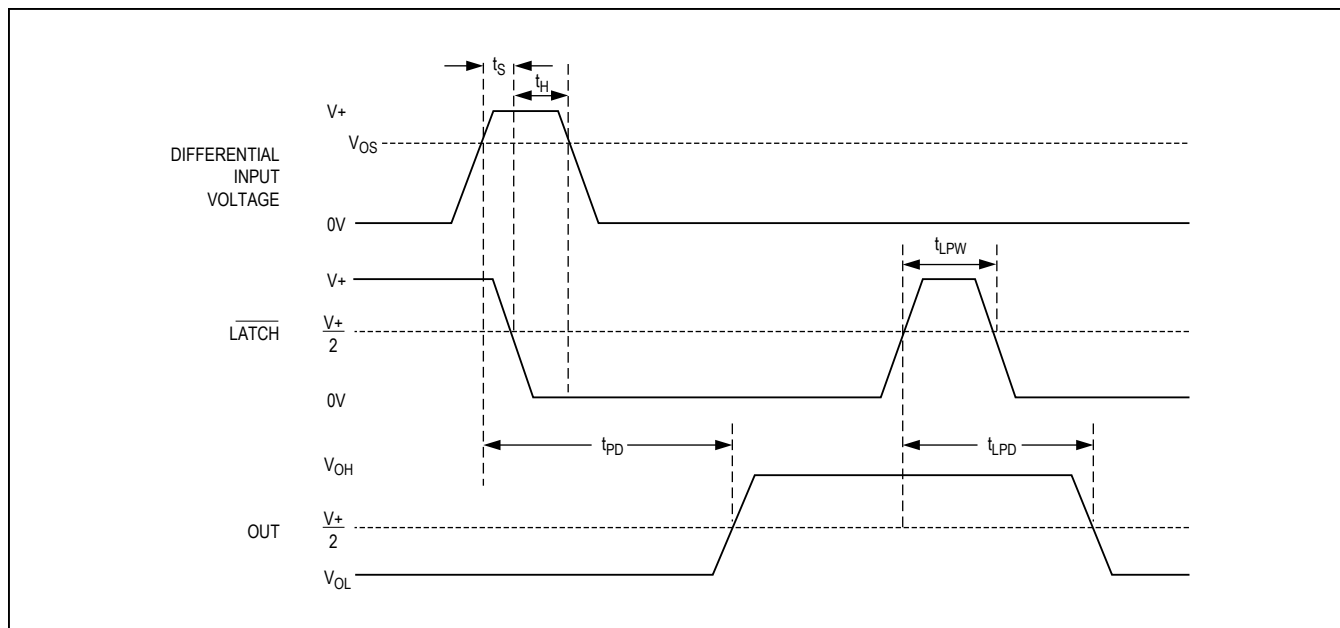 tS
tH
V+
VOS
DIFFERENTIAL
INPUT
VOLTAGE
0V
tLPW
V+
LATCH
V+
2
0V
tPD
tLPD
VOH
V+
2
OUT
VOL